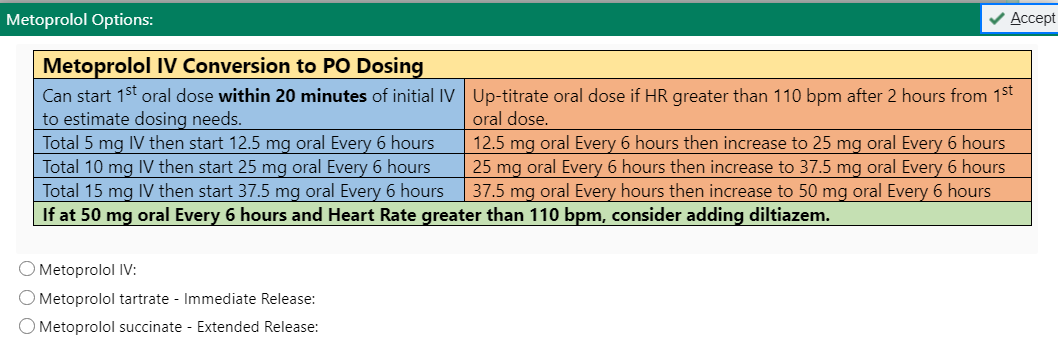 Metoprolol Options:
Accept
Metoprolol IV Conversion to PO Dosing
Can start 1st oral dose within 20 minutes of initial IV
to estimate dosing needs.
Up-titrate oral dose if HR greater than 110 bpm after 2 hours from 1st
oral dose.
Total 5 mg IV then start 12.5 mg oral Every 6 hours
12.5 mg oral Every 6 hours then increase to 25 mg oral Every 6 hours
Total 10 mg IV then start 25 mg oral Every 6 hours
25 mg oral Every 6 hours then increase to 37.5 mg oral Every 6 hours
Total 15 mg IV then start 37.5 mg oral Every 6 hours
37.5 mg oral Every hours then increase to 50 mg oral Every 6 hours
If at 50 mg oral Every 6 hours and Heart Rate greater than 110 bpm, consider adding diltiazem.
Metoprolol IV:
Metoprolol tartrate - Immediate Release:
Metoprolol succinate - Extended Release: